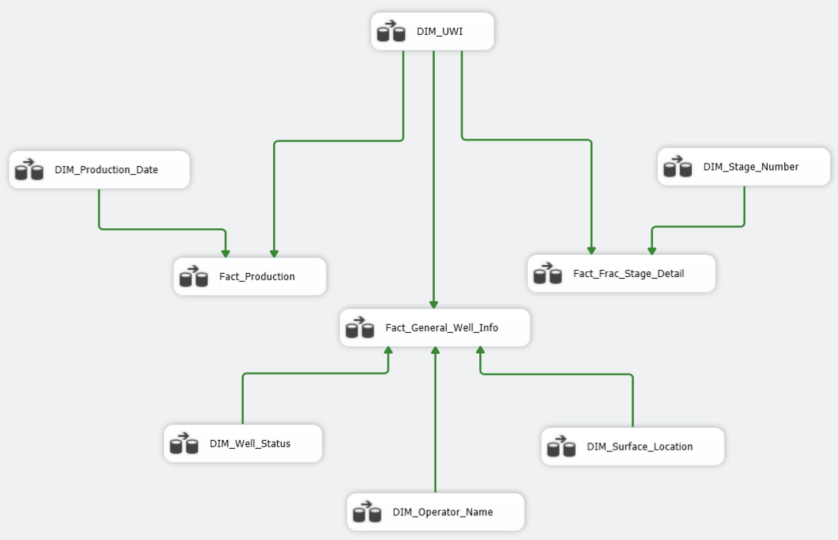 DIM_UWI
DIM_Production_Date
DIM_Stage_Number
Fact_Production
Fact_Frac_Stage_Detail
Fact_General_Well_Info
DIM_Well_Status
DIM_Surface_Location
DIM_Operator_Name